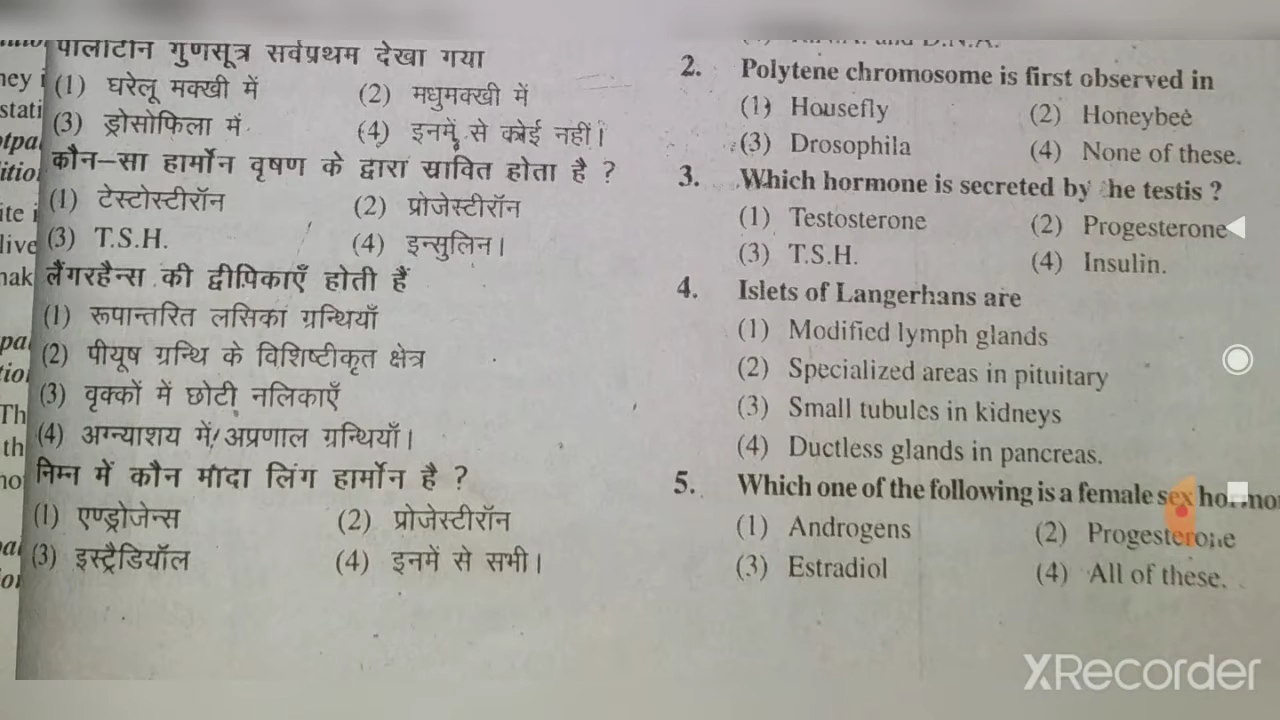 पोलीटीन गुणसूत्र सर्वप्रथम देखा गया
(1) घरेलू मक्खी में (2) मधुमक्खी में
(3) ड्रोसोफिला में (4) इनमें से कोई नहीं।
कौन-सा हार्मोन वृषण के द्वारा स्रावित होता है ?
(1) टेस्टोस्टीरॉन (2) प्रोजेस्टीरॉन
(3) T.S.H. (4) इन्सुलिन।
लैंगरहैन्स की द्वीपिकाएँ होती हैं
(1) रूपान्तरित लसिका ग्रन्थियाँ
(2) पीयूष ग्रन्थि के विशिष्टीकृत क्षेत्र
(3) वृक्कों में छोटी नलिकाएँ
(4) अग्न्याशय में अप्रणाल ग्रन्थियाँ।
निम्न में कौन मादा लिंग हार्मोन है ?
(1) एण्ड्रोजेन्स (2) प्रोजेस्टीरॉन
(3) इस्ट्रैडियॉल (4) इनमें से सभी।
2. Polytene chromosome is first observed in
(1) Housefly (2) Honeybee
(3) Drosophila (4) None of these.
3. Which hormone is secreted by he testis ?
(1) Testosterone (2) Progesterone
(3) T.S.H. (4) Insulin.
4. Islets of Langerhans are
(1) Modified lymph glands
(2) Specialized areas in pituitary
(3) Small tubules in kidneys
(4) Ductless glands in pancreas.
5. Which one of the following is a female sex hormo
(1) Androgens (2) Progesterone
(3) Estradiol (4) All of these.
XRecorder